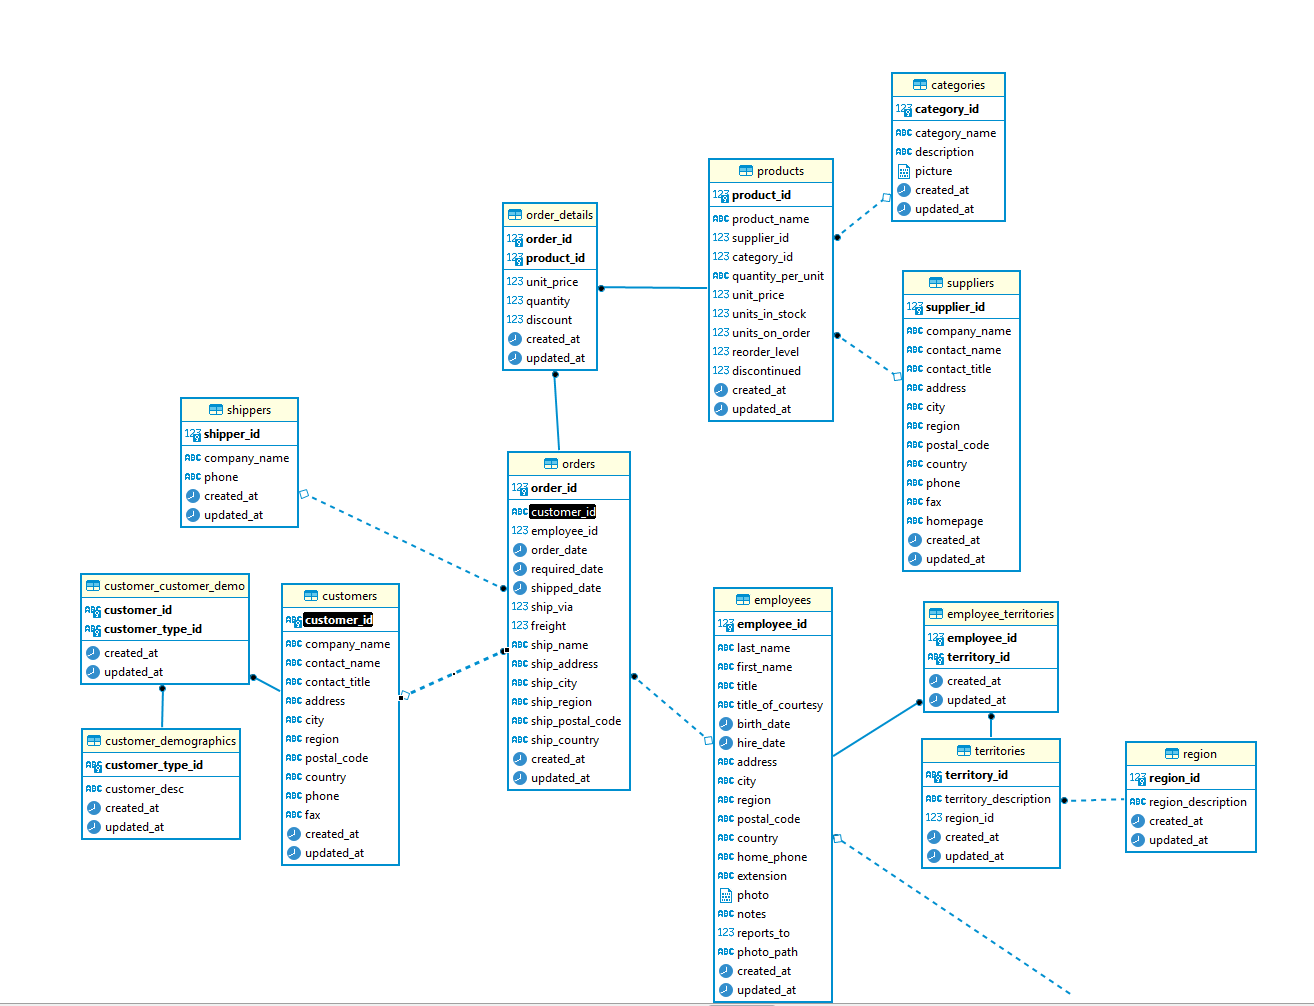 categories
category_id
category_name
description
picture
created_at
updated_at
products
product_id
product_name
supplier_id
category_id
quantity_per_unit
unit_price
units_in_stock
units_on_order
reorder_level
discontinued
created_at
updated_at
order_details
order_id
product_id
unit_price
quantity
discount
created_at
updated_at
suppliers
supplier_id
company_name
contact_name
contact_title
address
city
region
postal_code
country
phone
fax
homepage
created_at
updated_at
shippers
shipper_id
company_name
phone
created_at
updated_at
orders
order_id
customer_id
employee_id
order_date
required_date
shipped_date
ship_via
freight
ship_name
ship_address
ship_city
ship_region
ship_postal_code
ship_country
created_at
updated_at
customer_customer_demo
customer_id
customer_type_id
created_at
updated_at
customers
customer_id
company_name
contact_name
contact_title
address
city
region
postal_code
country
phone
fax
created_at
updated_at
customer_demographics
customer_type_id
customer_desc
created_at
updated_at
employees
employee_id
last_name
first_name
title
title_of_courtesy
birth_date
hire_date
address
city
region
postal_code
country
home_phone
extension
photo
notes
reports_to
photo_path
created_at
updated_at
employee_territories
employee_id
territory_id
created_at
updated_at
territories
territory_id
territory_description
region_id
created_at
updated_at
region
region_id
region_description
created_at
updated_at